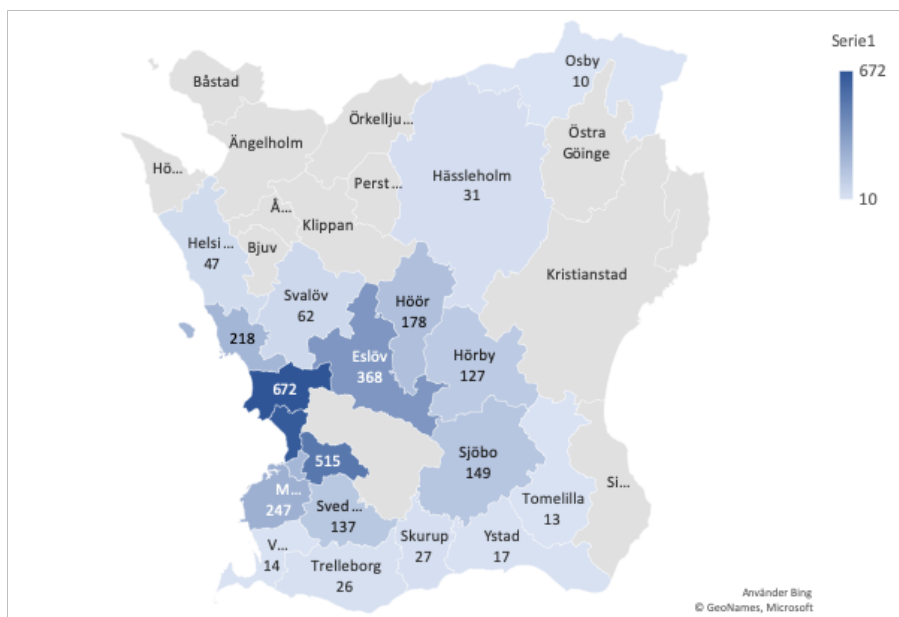 Serie1
672
10
Osby
10
Båstad
Örkellju ...
Ängelholm
Östra
Göinge
Hö ...
Perst ...
Hässleholm
31
Å ...
Klippan
Helsi ...
47
Bjuv
Kristianstad
Svalöv
62
Höör
178
218
Eslöv
368
Hörby
127
672
Sjöbo
149
515
M ...
247
Si ...
Sved ...
137
Tomelilla
13
Skurup
27
Ystad
17
V ...
14
Trelleborg
26
Använder Bing
© GeoNames, Microsoft